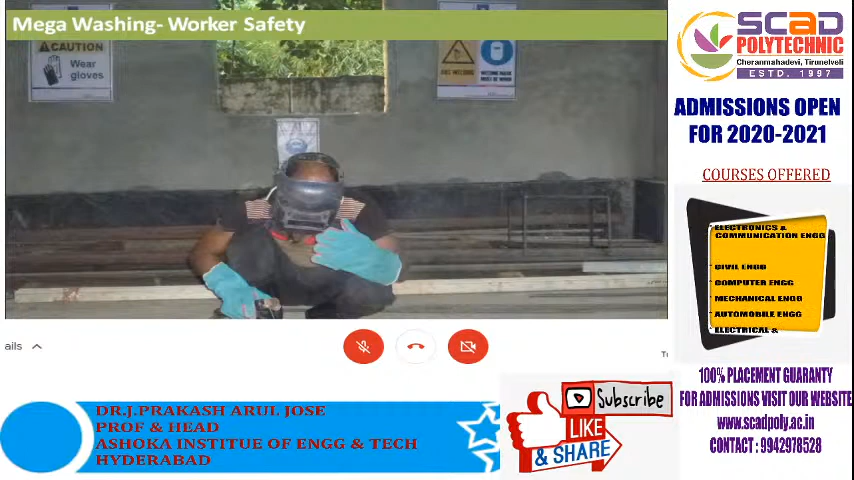 Mega Washing- Worker Safety
CAUTION
Wear
gloves
ails
SCAD
POLYTECHNIC
Cheranmahadevi, Tirunelveli
ESTD. 1997
ADMISSIONS OPEN
FOR 2020-2021
COURSES OFFERED
ELECTRONICS &
COMMUNICATION ENGG
CIVIL ENGG
COMPUTER ENGG
MECHANICAL ENGG
AUTOMOBILE ENGG
ELECTRICAL &
100% PLACEMENT GUARANTY
FOR ADMISSIONS VISIT OUR WEBSITE
www.scadpoly.ac.in
CONTACT : 9942978528
DR.J.PRAKASH ARUL JOSE
PROF & HEAD
ASHOKA INSTITUE OF ENGG & TECH
HYDERABAD
Subscribe
LIKE
& SHARE